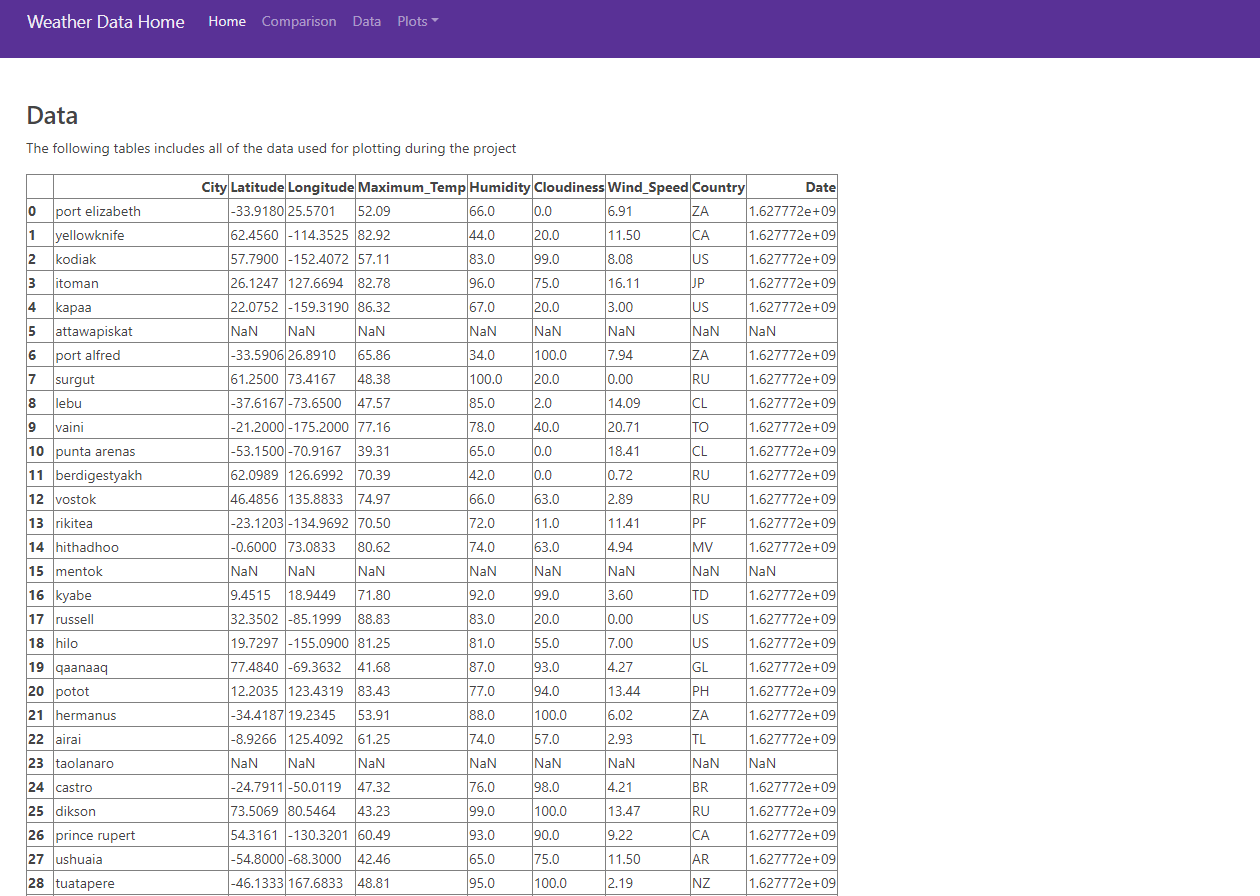 Weather Data Home Home Comparison Data Plots
Data
The following tables includes all of the data used for plotting during the project
City Latitude Longitude Maximum_Temp Humidity Cloudiness Wind_Speed Country Date
0 port elizabeth -33.9180 25.5701 52.09 66.0 0.0 6.91 ZA 1.627772e+09
1 yellowknife 62.4560 -114.3525 82.92 44.0 20.0 11.50 CA 1.627772e+09
2 kodiak 57.7900 -152.4072 57.11 83.0 99.0 8.08 US 1.627772e+09
3 itoman 26.1247 127.6694 82.78 96.0 75.0 16.11 JP 1.627772e+09
4 kapaa 22.0752 -159.3190 86.32 67.0 20.0 3.00 US 1.627772e+09
5 attawapiskat NaN NaN NaN NaN NaN NaN NaN NaN
6 port alfred -33.5906 26.8910 65.86 34.0 100.0 7.94 ZA 1.627772e+09
7 surgut 61.2500 73.4167 48.38 100.0 20.0 0.00 RU 1.627772e+09
8 lebu -37.6167 -73.6500 47.57 85.0 2.0 14.09 CL 1.627772e+09
9 vaini -21.2000 -175.2000 77.16 78.0 40.0 20.71 TO 1.627772e+09
10 punta arenas -53.1500 -70.9167 39.31 65.0 0.0 18.41 CL 1.627772e+09
11 berdigestyakh 62.0989 126.6992 70.39 42.0 0.0 0.72 RU 1.627772e+09
12 vostok 46.4856 135.8833 74.97 66.0 63.0 2.89 RU 1.627772e+09
13 rikitea -23.1203 -134.9692 70.50 72.0 11.0 11.41 PF 1.627772e+09
14 hithadhoo -0.6000 73.0833 80.62 74.0 63.0 4.94 MV 1.627772e+09
15 mentok NaN NaN NaN NaN NaN NaN NaN NaN
16 kyabe 9.4515 18.9449 71.80 92.0 99.0 3.60 TD 1.627772e+09
17 russell 32.3502 -85.1999 88.83 83.0 20.0 0.00 US 1.627772e+09
18 hilo 19.7297 -155.0900 81.25 81.0 55.0 7.00 US 1.627772e+09
19 qaanaaq 77.4840 -69.3632 41.68 87.0 93.0 4.27 GL 1.627772e+09
20 potot 12.2035 123.4319 83.43 77.0 94.0 13.44 PH 1.627772e+09
21 hermanus -34.4187 19.2345 53.91 88.0 100.0 6.02 ZA 1.627772e+09
22 airai -8.9266 125.4092 61.25 74.0 57.0 2.93 TL 1.627772e+09
23 taolanaro NaN NaN NaN NaN NaN NaN NaN NaN
24 castro -24.7911 -50.0119 47.32 76.0 98.0 4.21 BR 1.627772e+09
25 dikson 73.5069 80.5464 43.23 99.0 100.0 13.47 RU 1.627772e+09
26 prince rupert 54.3161 -130.3201 60.49 93.0 90.0 9.22 CA 1.627772e+09
27 ushuaia -54.8000 -68.3000 42.46 65.0 75.0 11.50 AR 1.627772e+09
28 tuatapere -46.1333 167.6833 48.81 95.0 100.0 2.19 NZ 1.627772e+09